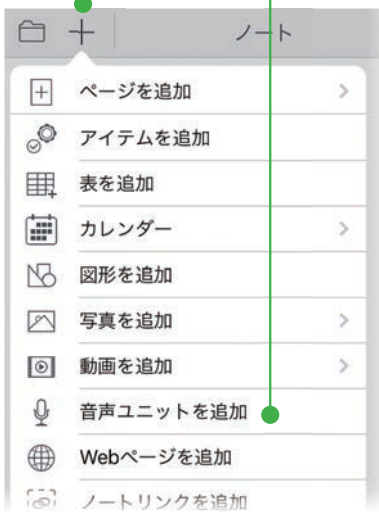 ノート
ページを追加
アイテムを追加
表を追加
カレンダー
図形を追加
写真を追加
動画を追加
音声ユニットを追加
Webページを追加
ノートリンクを追加